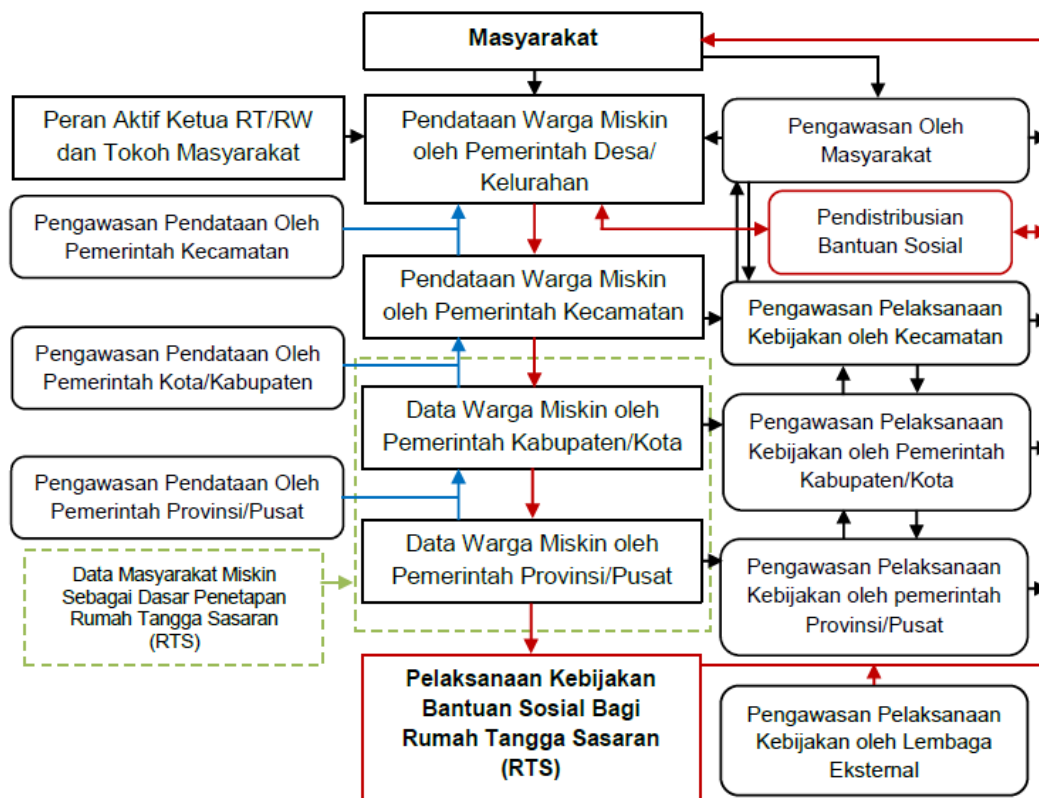 Masyarakat
Peran Aktif Ketua RT/RW
dan Tokoh Masyarakat
Pendataan Warga Miskin
oleh Pemerintah Desa/
Kelurahan
Pengawasan Oleh
Masyarakat
Pengawasan Pendataan Oleh
Pemerintah Kecamatan
Pendistribusian
Bantuan Sosial
Pendataan Warga Miskin
oleh Pemerintah Kecamatan
Pengawasan Pelaksanaan
Kebijakan oleh Kecamatan
Pengawasan Pendataan Oleh
Pemerintah Kota/Kabupaten
Data Warga Miskin oleh
Pemerintah Kabupaten/Kota
Pengawasan Pelaksanaan
Kebijakan oleh Pemerintah
Kabupaten/Kota
Pengawasan Pendataan Oleh
Pemerintah Provinsi/Pusat
Data Warga Miskin oleh
Pemerintah Provinsi/Pusat
Pengawasan Pelaksanaan
Kebijakan oleh pemerintah
Provinsi/Pusat
Data Masyarakat Miskin
Sebagai Dasar Penetapan
Rumah Tangga Sasaran
(RTS)
Pelaksanaan Kebijakan
Bantuan Sosial Bagi
Rumah Tangga Sasaran
(RTS)
Pengawasan Pelaksanaan
Kebijakan oleh Lembaga
Eksternal